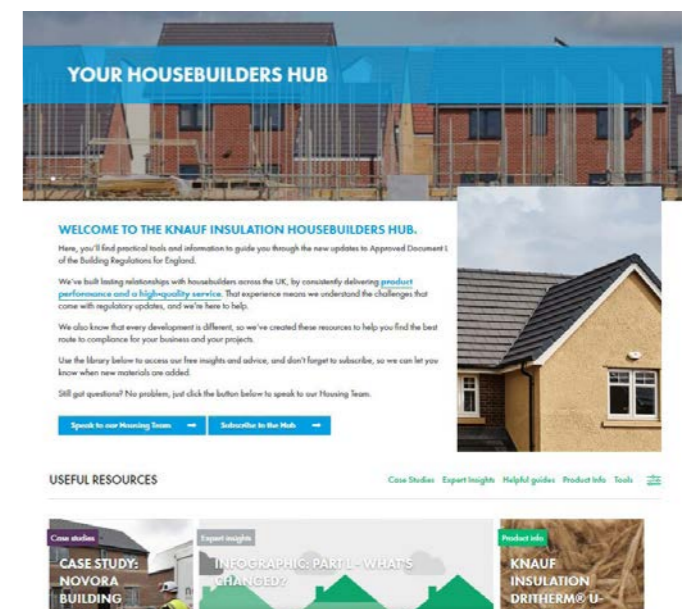 YOUR HOUSEBUILDERS HUB
WELCOME TO THE KNAUF INSULATION HOUSEBUILDERS HUB.
Here, you'll find practical tools and information to guide you through the new updates to Approved Document L
of the Building Regulations for England.
We've built lasting relationships with housebuilders across the UK, by consistently delivering product
performance and a high-quality service. That experience means we understand the challenges that
come with regulatory updates, and we're here to help.
We also know that every development is different, so we've created these resources to help you find the best
route to compliance for your business and your projects.
Use the library below to access our free insights and advice, and don't forget to subscribe, so we can let you
know when new materials are added.
Still got questions? No problem, just click the button below to speak to our Housing Team.
Speak to our Housing Team → Subscribe to the Hub →
USEFUL RESOURCES
Case Studies Expert Insights Helpful guides Product Info Tools
Case studies Expert insights Product info
CASE STUDY:
NOVORA
BUILDING
INFOGRAPHIC: PART L - WHAT'S
CHANGED?
KNAUF
INSULATION
DRITHERM® U-